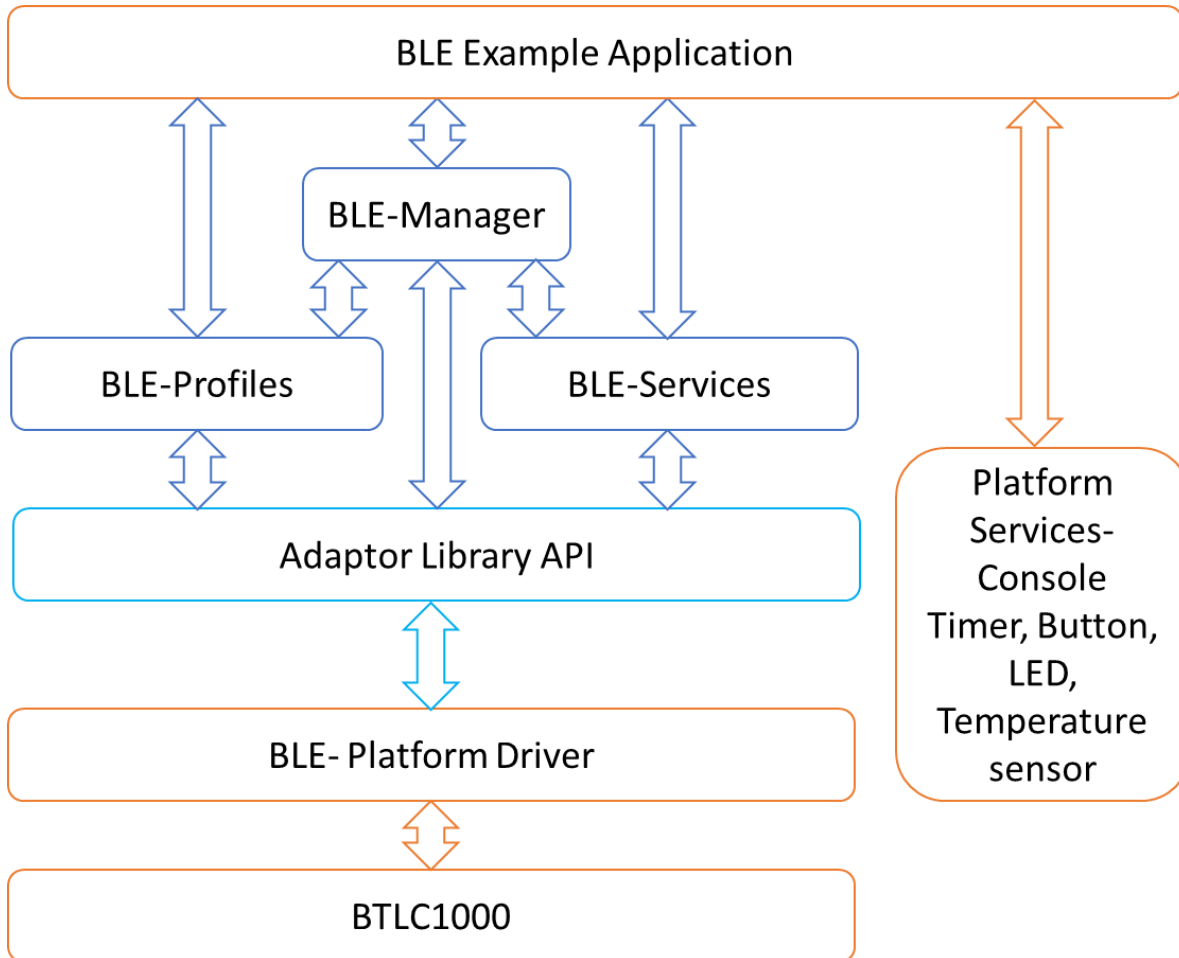 BLE Example Application
BLE-Manager
BLE-Profiles
BLE-Services
Adaptor Library API
BLE- Platform Driver
BTLC1000
Platform
Services-
Console
Timer, Button,
LED,
Temperature
sensor